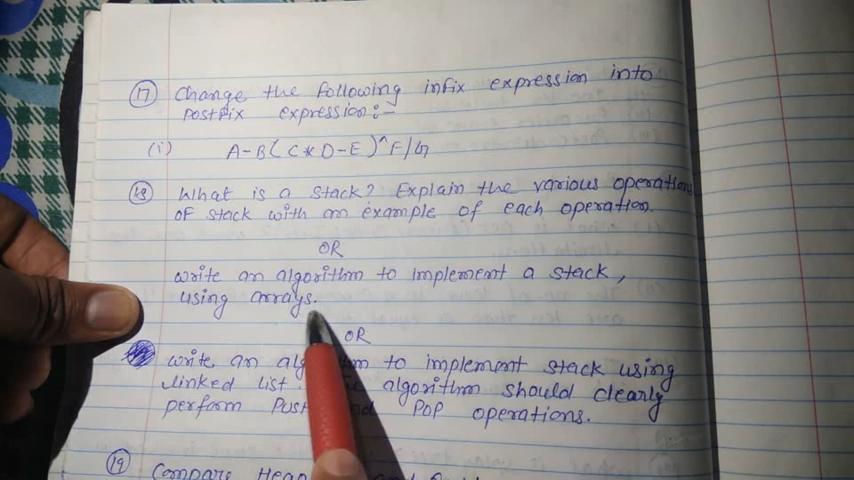 17 Change the following infix expression into
postfix expression:-
(i) A-B(C*D-E)^F/G
18 What is a stack? Explain the various operations
of stack with an example of each operation.
OR
write an algorithm to implement a stack,
using arrays.
OR
write an to implement stack using
linked list. algorithm should clearly
perform and POP operations.
19 Compare